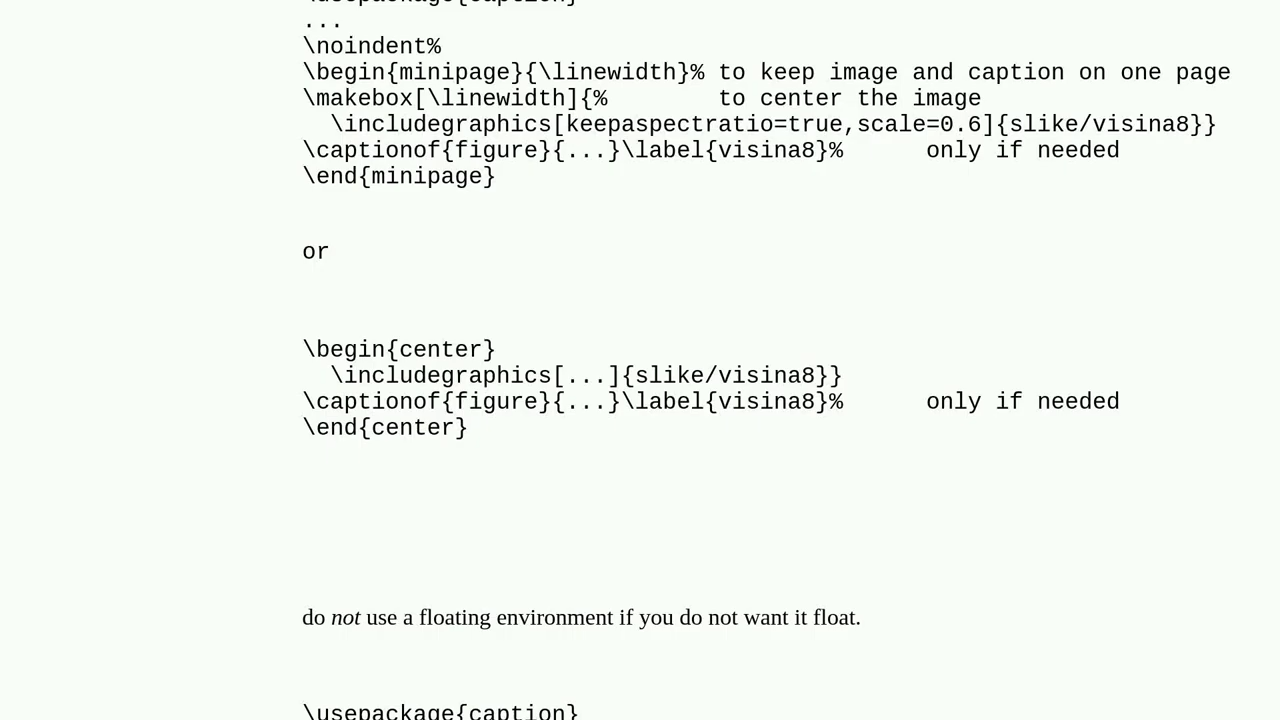 \usepackage{caption}
...
\noindent%
\begin{minipage}{\linewidth}% to keep image and caption on one page
\makebox[\linewidth]{%        to center the image
  \includegraphics[keepaspectratio=true,scale=0.6]{slike/visina8}}
\captionof{figure}{...}\label{visina8}%      only if needed
\end{minipage}
or
\begin{center}
  \includegraphics[...]{slike/visina8}}
\captionof{figure}{...}\label{visina8}%      only if needed
\end{center}
do not use a floating environment if you do not want it float.
\usepackage{caption}